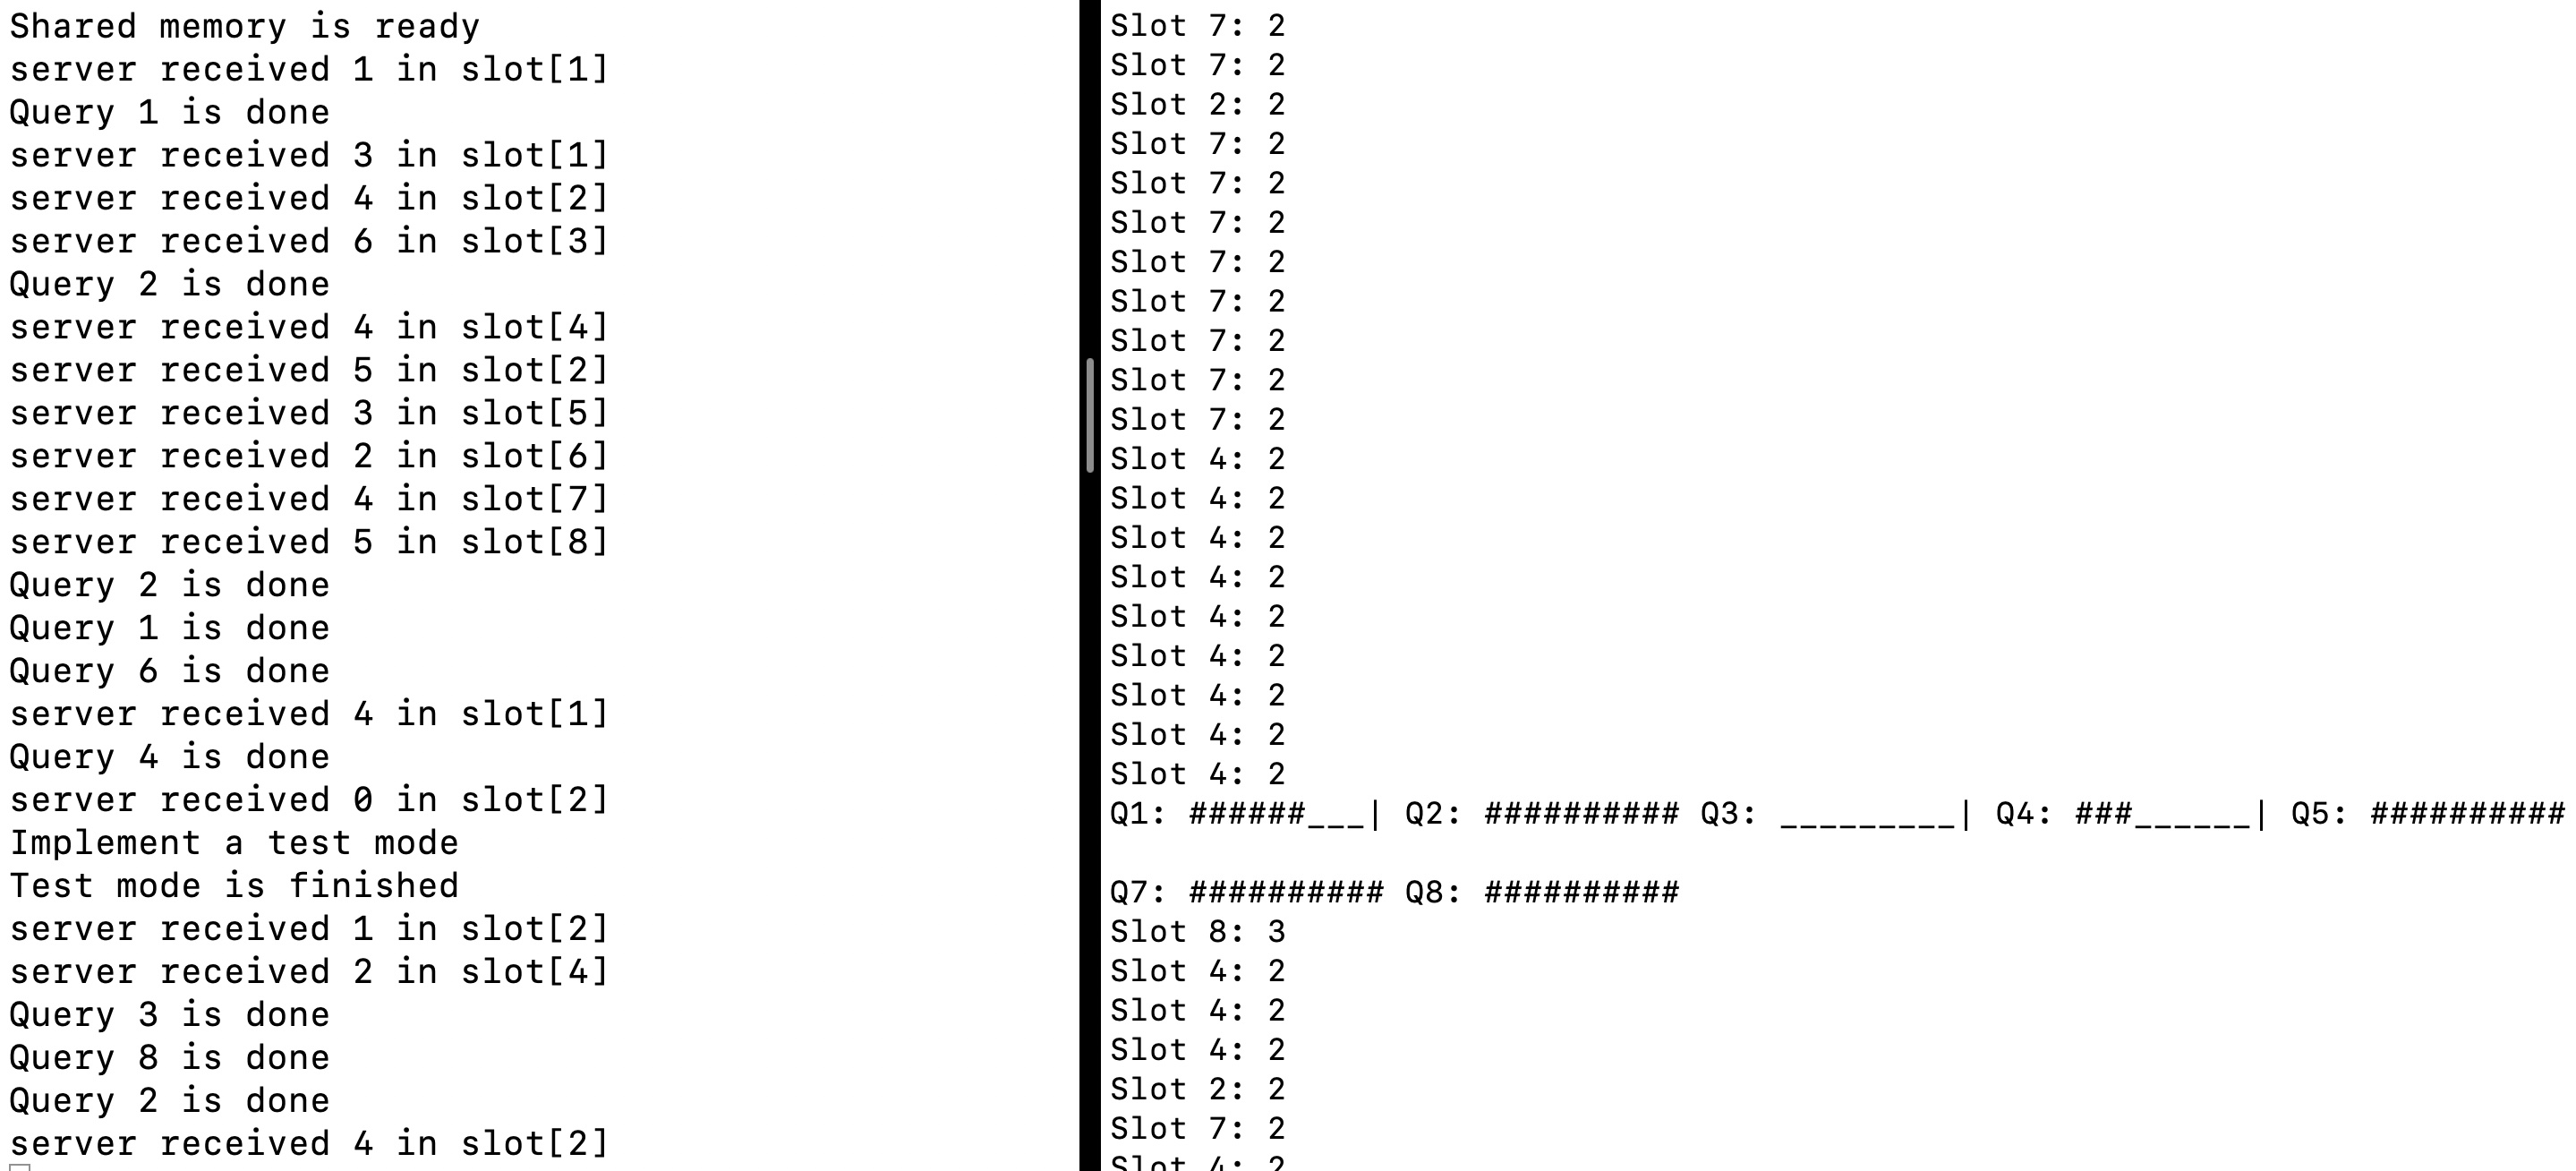 Shared memory is ready
server received 1 in slot[1]
Query 1 is done
server received 3 in slot[1]
server received 4 in slot[2]
server received 6 in slot[3]
Query 2 is done
server received 4 in slot[4]
server received 5 in slot[2]
server received 3 in slot[5]
server received 2 in slot[6]
server received 4 in slot[7]
server received 5 in slot[8]
Query 2 is done
Query 1 is done
Query 6 is done
server received 4 in slot[1]
Query 4 is done
server received 0 in slot[2]
Implement a test mode
Test mode is finished
server received 1 in slot[2]
server received 2 in slot[4]
Query 3 is done
Query 8 is done
Query 2 is done
server received 4 in slot[2]
Slot 7: 2
Slot 7: 2
Slot 2: 2
Slot 7: 2
Slot 7: 2
Slot 7: 2
Slot 7: 2
Slot 7: 2
Slot 7: 2
Slot 7: 2
Slot 7: 2
Slot 4: 2
Slot 4: 2
Slot 4: 2
Slot 4: 2
Slot 4: 2
Slot 4: 2
Slot 4: 2
Slot 4: 2
Slot 4: 2
Q1: ######___| Q2: ########## Q3: _________| Q4: ###______| Q5: ##########
Q7: ########## Q8: ##########
Slot 8: 3
Slot 4: 2
Slot 4: 2
Slot 4: 2
Slot 2: 2
Slot 7: 2
Slot 4: 2